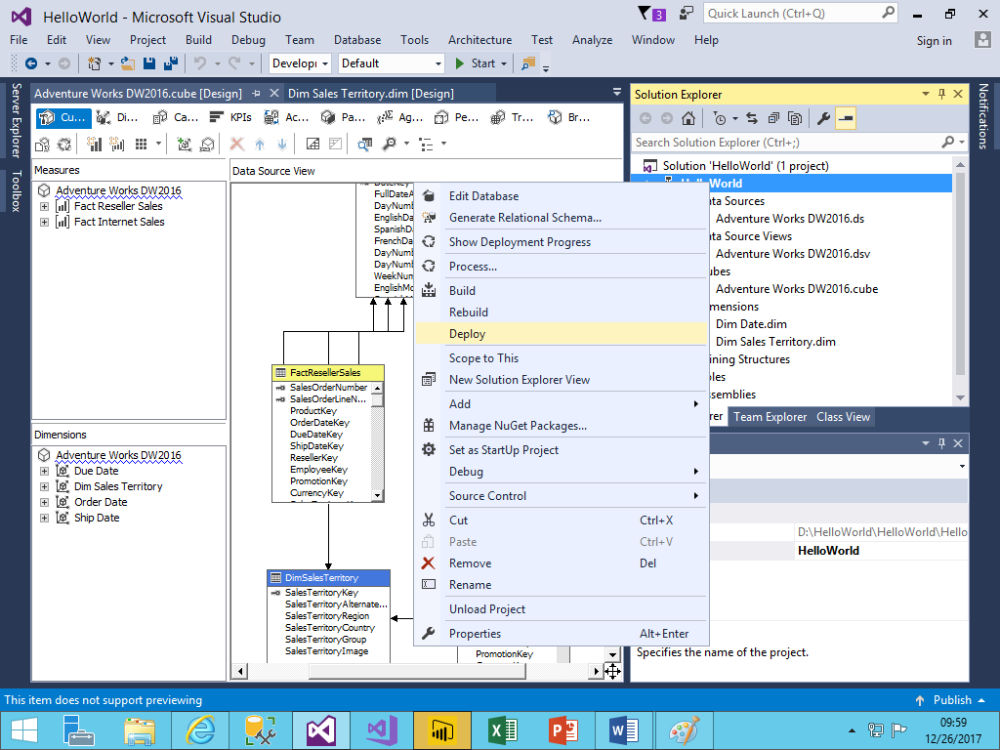 HelloWorld - Microsoft Visual Studio
3
Quick Launch (Ctrl+Q)
File Edit View Project Build Debug Team Database Tools Architecture Test Analyze Window Help
Sign in
Developı Default Start
Server Explorer
Toolbox
Notifications
Adventure Works DW2016.cube [Design] Dim Sales Territory.dim [Design]
Cu... Di... Ca... KPIs Ac... Pa... Ag... Pe... Tr... Br...
Measures
Adventure Works DW2016
Fact Reseller Sales
Fact Internet Sales
Dimensions
Adventure Works DW2016
Due Date
Dim Sales Territory
Order Date
Ship Date
Data Source View
DateKey
FullDateA
DayNumb
EnglishDa
SpanishDa
FrenchDa
DayNumb
DayNumb
WeekNum
EnglishMo
FactResellerSales
SalesOrderNumber
SalesOrderLineN...
ProductKey
OrderDateKey
DueDateKey
ShipDateKey
ResellerKey
EmployeeKey
PromotionKey
CurrencyKey
DimSalesTerritory
SalesTerritoryKey
SalesTerritoryAlternate...
SalesTerritoryRegion
SalesTerritoryCountry
SalesTerritoryGroup
SalesTerritoryImage
PromotionKey
Edit Database
Generate Relational Schema...
Show Deployment Progress
Process...
Build
Rebuild
Deploy
Scope to This
New Solution Explorer View
Add
Manage NuGet Packages...
Set as StartUp Project
Debug
Source Control
Cut Ctrl+X
Paste Ctrl+V
Remove Del
Rename
Unload Project
Properties Alt+Enter
Solution Explorer
Search Solution Explorer (Ctrl+;)
Solution 'HelloWorld' (1 project)
HelloWorld
ta Sources
Adventure Works DW2016.ds
ta Source Views
Adventure Works DW2016.dsv
bes
Adventure Works DW2016.cube
mensions
Dim Date.dim
Dim Sales Territory.dim
ining Structures
les
semblies
rer Team Explorer Class View
D:\HelloWorld\HelloWorld\Hello
HelloWorld
Specifies the name of the project.
This item does not support previewing
Publish
09:59
12/26/2017